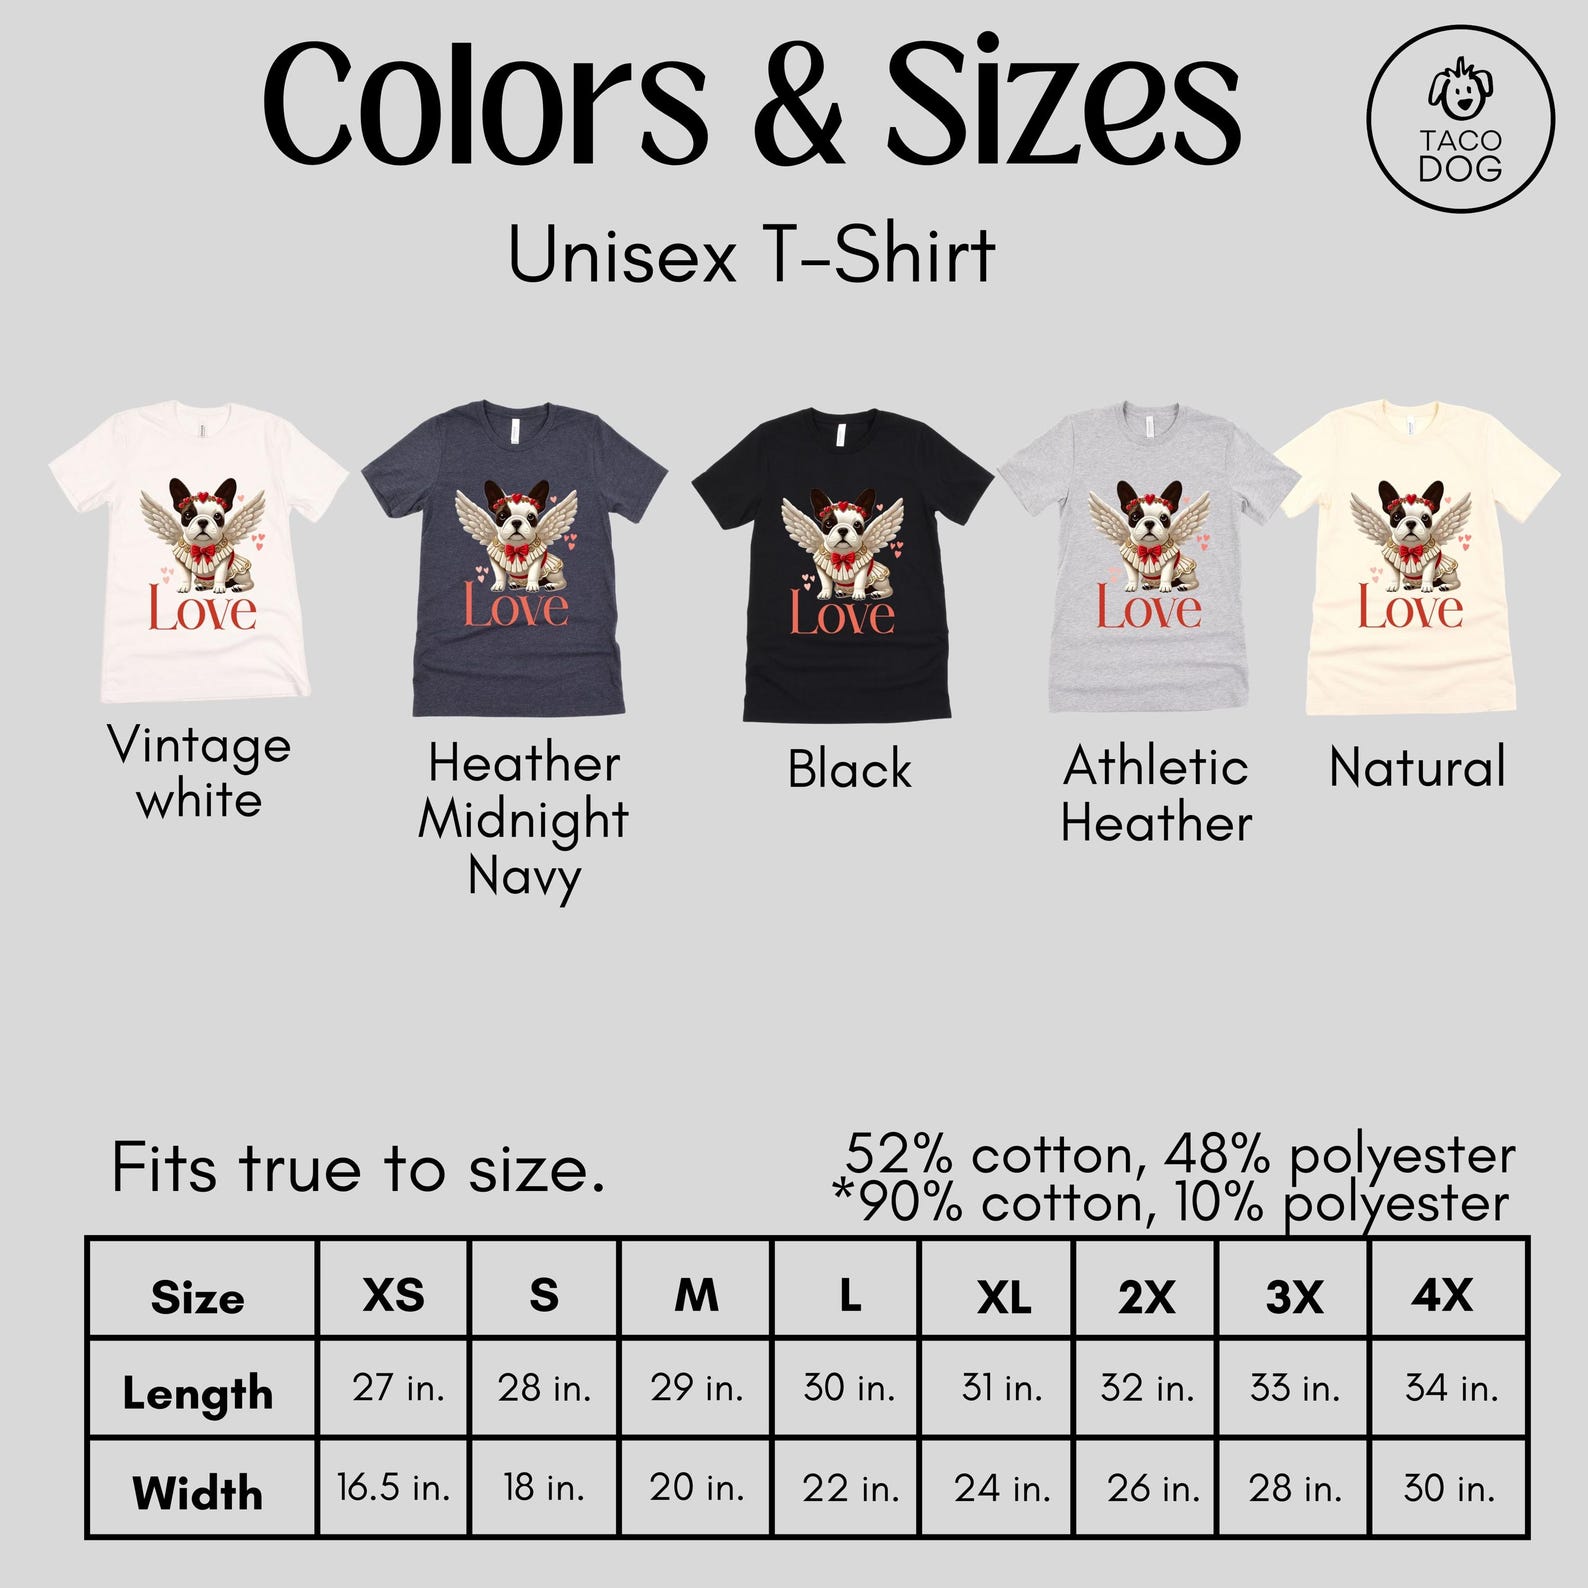 Colors & Sizes
TACO
DOG
Unisex T-Shirt
Love
Love
Love
Love
Love
Vintage
white
Heather
Midnight
Navy
Black
Athletic
Heather
Natural
Fits true to size.
52% cotton, 48% polyester
*90% cotton, 10% polyester
Size XS S M L XL 2X 3X 4X
Length 27 in. 28 in. 29 in. 30 in. 31 in. 32 in. 33 in. 34 in.
Width 16.5 in. 18 in. 20 in. 22 in. 24 in. 26 in. 28 in. 30 in.